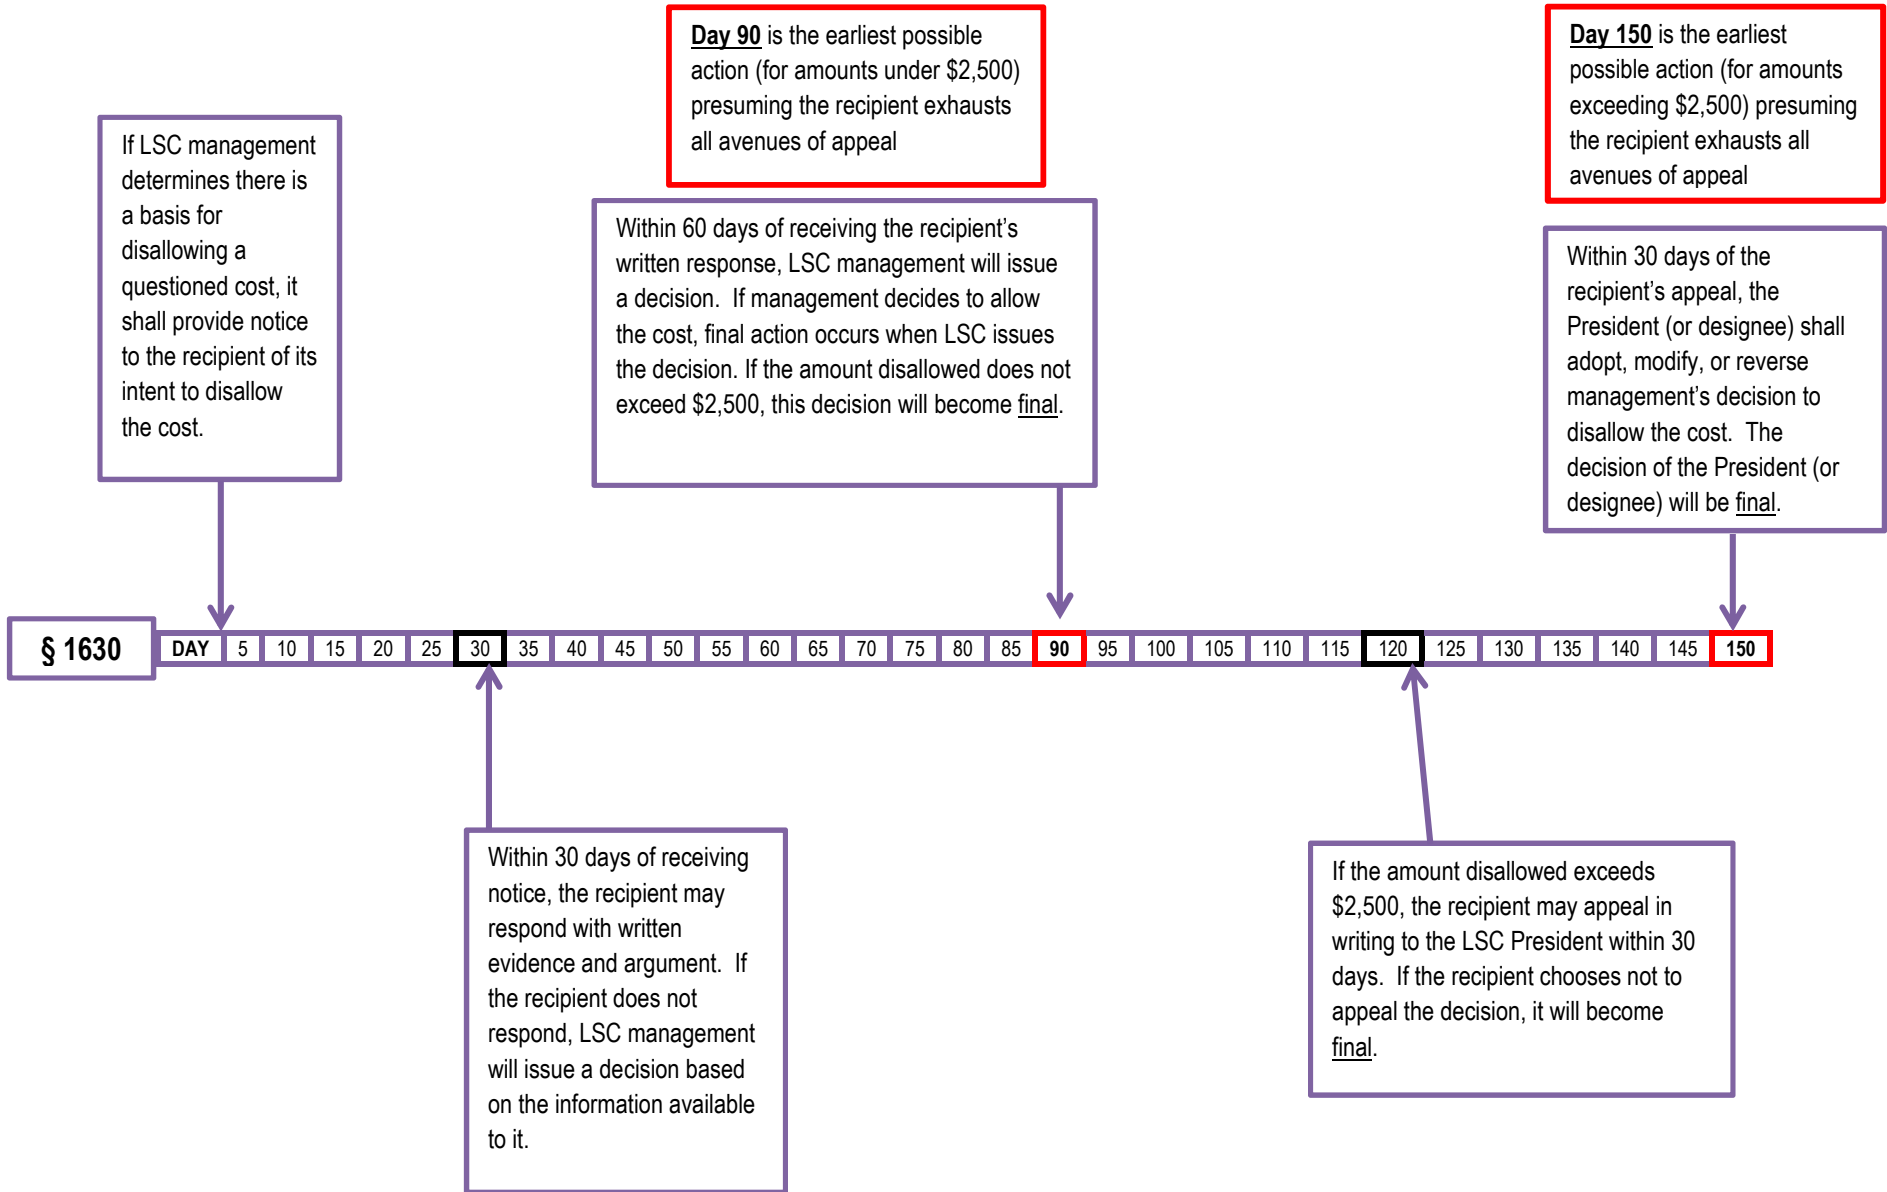 Day 90 is the earliest possible
action (for amounts under $2,500)
presuming the recipient exhausts
all avenues of appeal
Day 150 is the earliest
possible action (for amounts
exceeding $2,500) presuming
the recipient exhausts all
avenues of appeal
If LSC management
determines there is
a basis for
disallowing a
questioned cost, it
shall provide notice
to the recipient of its
intent to disallow
the cost.
Within 60 days of receiving the recipient's
written response, LSC management will issue
a decision. If management decides to allow
the cost, final action occurs when LSC issues
the decision. If the amount disallowed does not
exceed $2,500, this decision will become final.
Within 30 days of the
recipient's appeal, the
President (or designee) shall
adopt, modify, or reverse
management's decision to
disallow the cost. The
decision of the President (or
designee) will be final.
§ 1630 DAY 5 10 15 20 25 30 35 40 45 50 55 60 65 70 75 80 85 90 95 100 105 110 115 120 125 130 135 140 145 150
Within 30 days of receiving
notice, the recipient may
respond with written
evidence and argument. If
the recipient does not
respond, LSC management
will issue a decision based
on the information available
to it.
If the amount disallowed exceeds
$2,500, the recipient may appeal in
writing to the LSC President within 30
days. If the recipient chooses not to
appeal the decision, it will become
final.